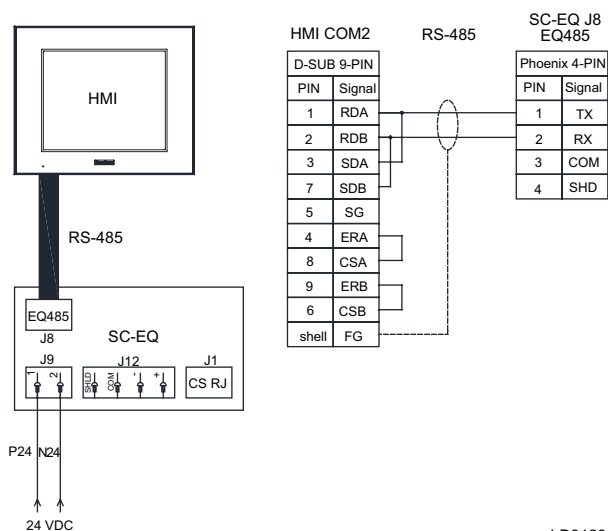 HMI
RS-485
EQ485
J8
SC-EQ
J9
J12
J1
1
2
SHLD
COM
-
+
CS RJ
P24
N24
24 VDC
HMI COM2
RS-485
SC-EQ J8
EQ485
D-SUB 9-PIN
PIN Signal
1 RDA
2 RDB
3 SDA
7 SDB
5 SG
4 ERA
8 CSA
9 ERB
6 CSB
shell FG
Phoenix 4-PIN
PIN Signal
1 TX
2 RX
3 COM
4 SHD